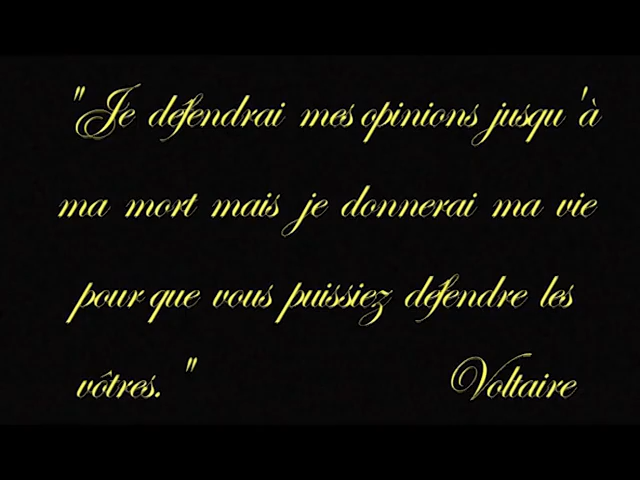 "Je défendrai mes opinions jusqu'à
ma mort mais je donnerai ma vie
pour que vous puissiez défendre les
vôtres." Voltaire